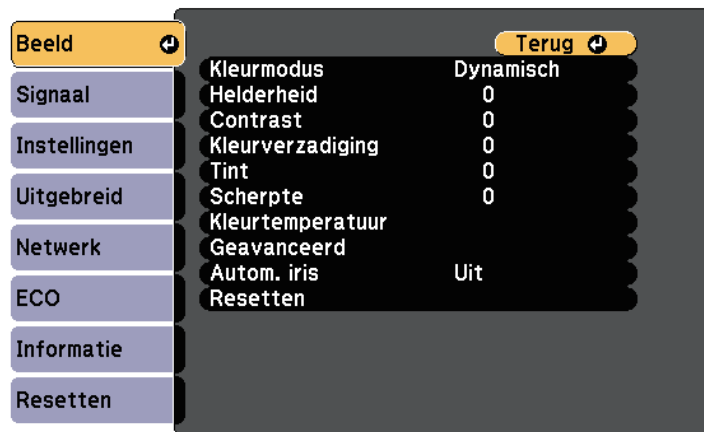 Beeld
Signaal
Instellingen
Uitgebreid
Netwerk
ECO
Informatie
Resetten
Terug
Kleurmodus Dynamisch
Helderheid 0
Contrast 0
Kleurverzadiging 0
Tint 0
Scherpte 0
Kleurtemperatuur
Geavanceerd
Autom. iris Uit
Resetten